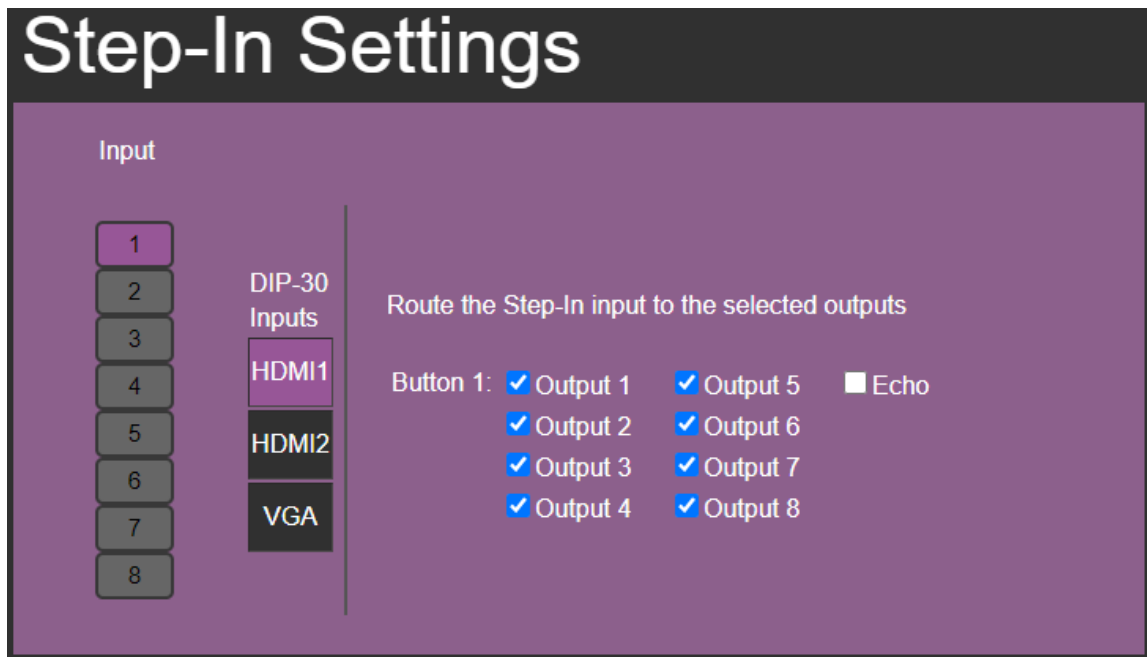 Step-In Settings
Input
1
2
3
4
5
6
7
8
DIP-30
Inputs
HDMI1
HDMI2
VGA
Route the Step-In input to the selected outputs
Button 1: Output 1 Output 5 Echo
Output 2 Output 6
Output 3 Output 7
Output 4 Output 8